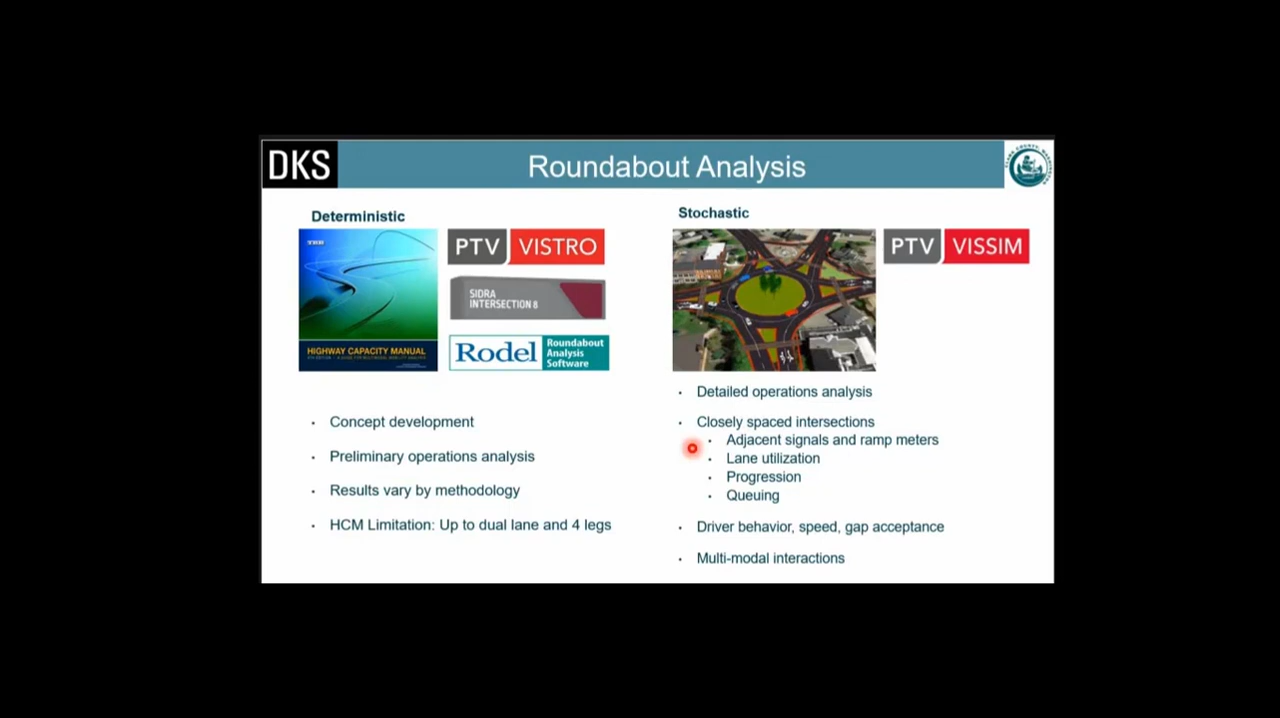 DKS
Roundabout Analysis
Deterministic
TRB
HIGHWAY CAPACITY MANUAL
PTV VISTRO
SIDRA
INTERSECTION 8
Rodel
Roundabout
Analysis
Software
• Concept development
• Preliminary operations analysis
• Results vary by methodology
• HCM Limitation: Up to dual lane and 4 legs
Stochastic
PTV VISSIM
• Detailed operations analysis
• Closely spaced intersections
• Adjacent signals and ramp meters
• Lane utilization
• Progression
• Queuing
• Driver behavior, speed, gap acceptance
• Multi-modal interactions